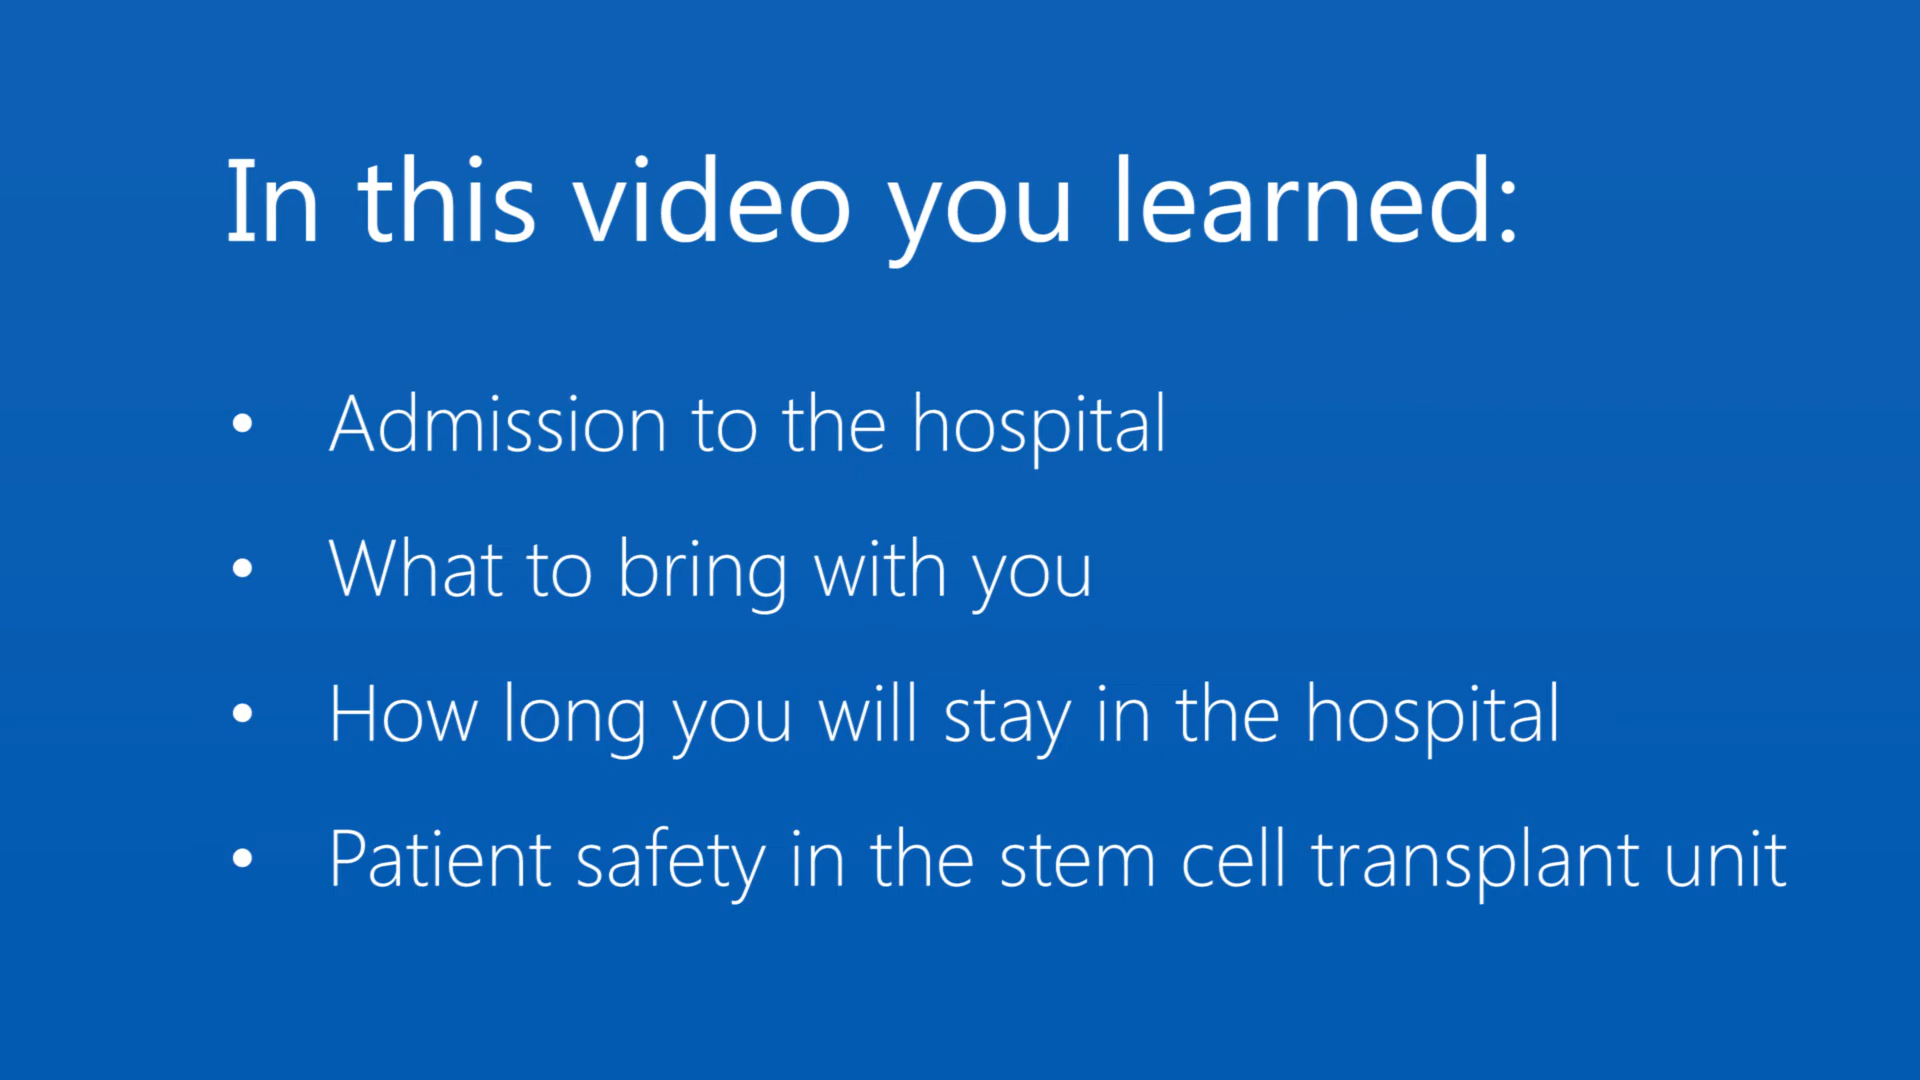 In this video you learned:
• Admission to the hospital
• What to bring with you
• How long you will stay in the hospital
• Patient safety in the stem cell transplant unit